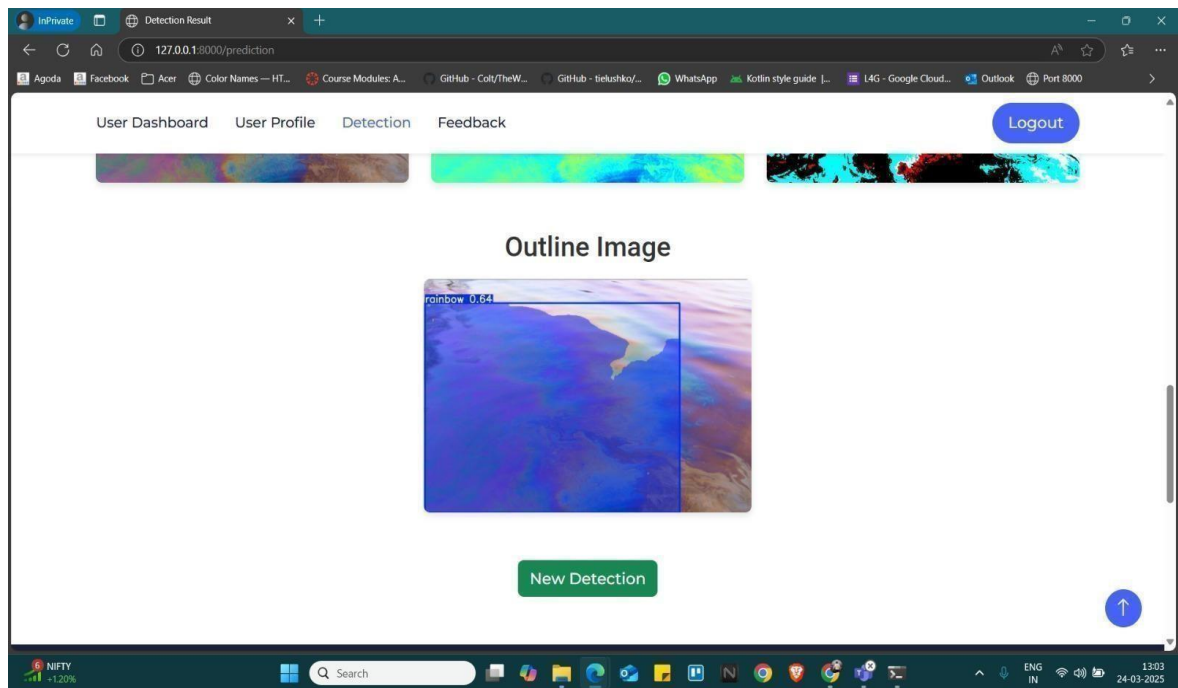 InPrivate
Detection Result
127.0.0.1:8000/prediction
Agoda
Facebook
Acer
Color Names — HT...
Course Modules: A...
GitHub - Colt/TheW...
GitHub - tielushko/...
WhatsApp
Kotlin style guide |...
L4G - Google Cloud...
Outlook
Port 8000
User Dashboard
User Profile
Detection
Feedback
Logout
Outline Image
rainbow 0.64
New Detection
6
NIFTY
+1.20%
Search
ENG
IN
13:03
24-03-2025